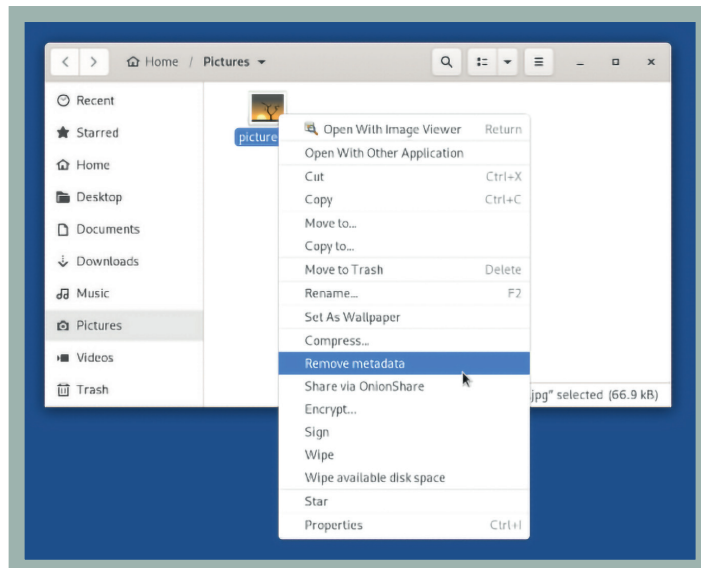 Home / Pictures
Recent
Starred
Home
Desktop
Documents
Downloads
Music
Pictures
Videos
Trash
picture
Open With Image Viewer Return
Open With Other Application
Cut Ctrl+X
Copy Ctrl+C
Move to...
Copy to...
Move to Trash Delete
Rename... F2
Set As Wallpaper
Compress...
Remove metadata
Share via OnionShare
Encrypt...
Sign
Wipe
Wipe available disk space
Star
Properties Ctrl+I
.jpg" selected (66.9 kB)